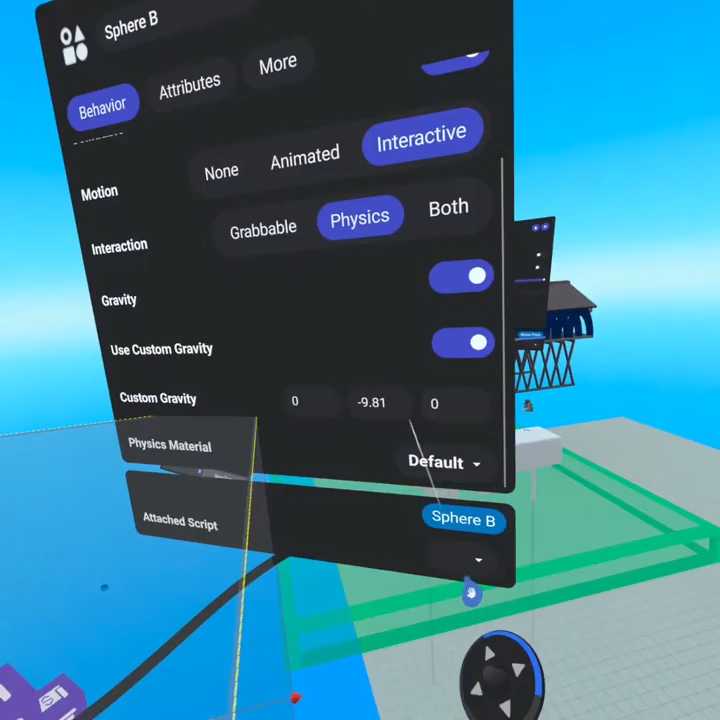 Sphere B
Behavior Attributes More
Motion None Animated Interactive
Interaction Grabbable Physics Both
Gravity
Use Custom Gravity
Custom Gravity 0 -9.81 0
Physics Material Default
Attached Script Sphere B